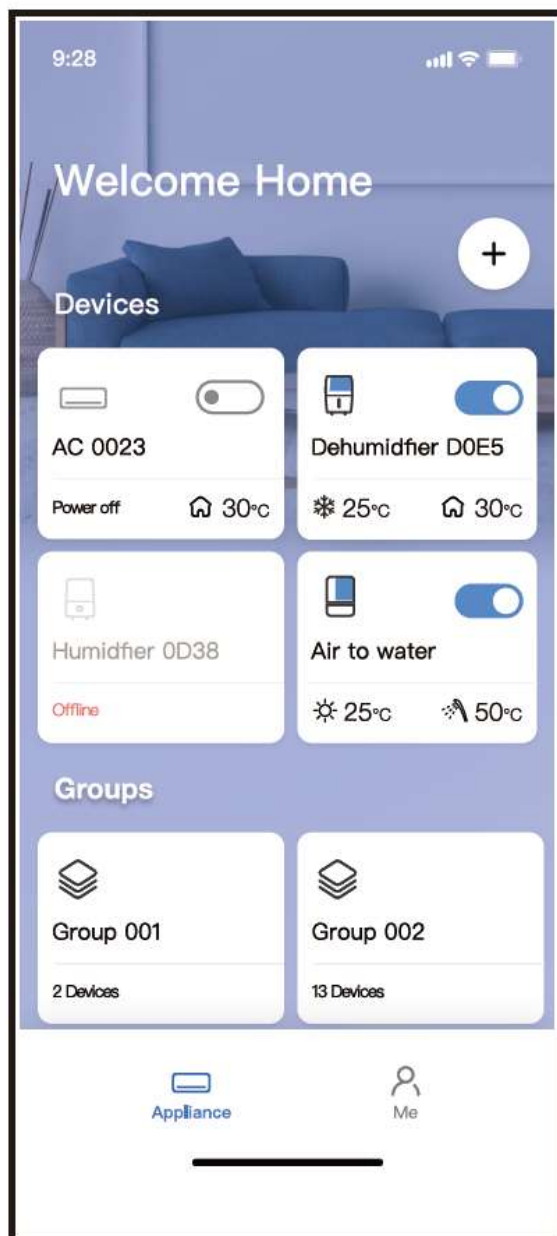 9:28
Welcome Home
+
Devices
AC 0023
Power off 30°C
Dehumidfier D0E5
25°C 30°C
Humidfier 0D38
Offline
Air to water
25°C 50°C
Groups
Group 001
2 Devices
Group 002
13 Devices
Appliance
Me